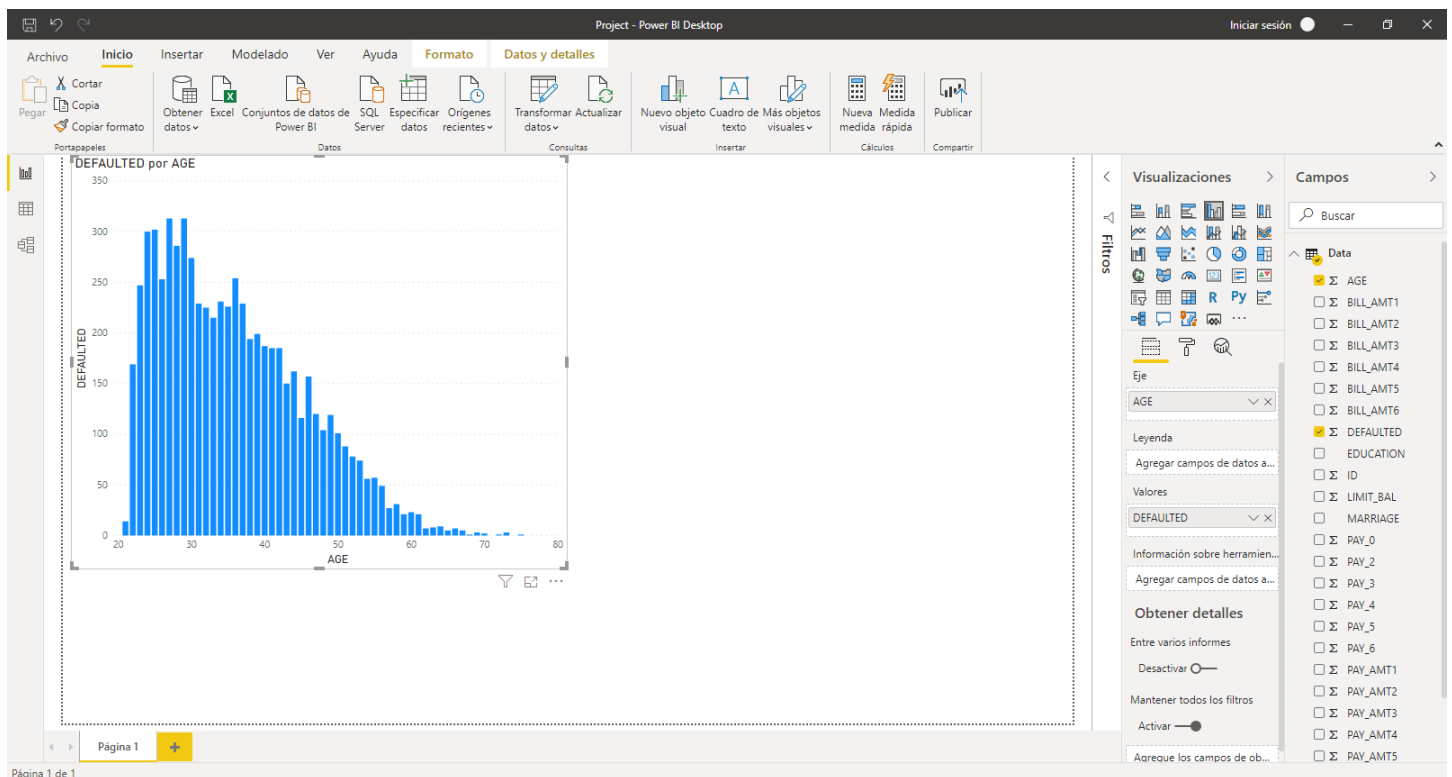 Project - Power BI Desktop
Iniciar sesión
Archivo
Inicio
Insertar
Modelado
Ver
Ayuda
Formato
Datos y detalles
Pegar
Cortar
Copia
Copiar formato
Portapapeles
Obtener datos
Excel
Conjuntos de datos de Power BI
SQL Server
Especificar datos
Orígenes recientes
Datos
Transformar datos
Actualizar
Consultas
Nuevo objeto visual
A
Cuadro de texto
Más objetos visuales
Insertar
Nueva medida
Medida rápida
Cálculos
Publicar
Compartir
DEFAULTED por AGE
350
300
250
200
150
100
50
0
DEFAULTED
20 30 40 50 60 70 80
AGE
Filtros
Visualizaciones
123
R
Py
Eje
AGE
Leyenda
Agregar campos de datos a...
Valores
DEFAULTED
Información sobre herramien...
Agregar campos de datos a...
Obtener detalles
Entre varios informes
Desactivar
Mantener todos los filtros
Activar
Agregue los campos de ob...
Campos
Buscar
Data
Σ AGE
Σ BILL_AMT1
Σ BILL_AMT2
Σ BILL_AMT3
Σ BILL_AMT4
Σ BILL_AMT5
Σ BILL_AMT6
Σ DEFAULTED
EDUCATION
Σ ID
Σ LIMIT_BAL
MARRIAGE
Σ PAY_0
Σ PAY_2
Σ PAY_3
Σ PAY_4
Σ PAY_5
Σ PAY_6
Σ PAY_AMT1
Σ PAY_AMT2
Σ PAY_AMT3
Σ PAY_AMT4
Σ PAY_AMT5
Página 1
Página 1 de 1